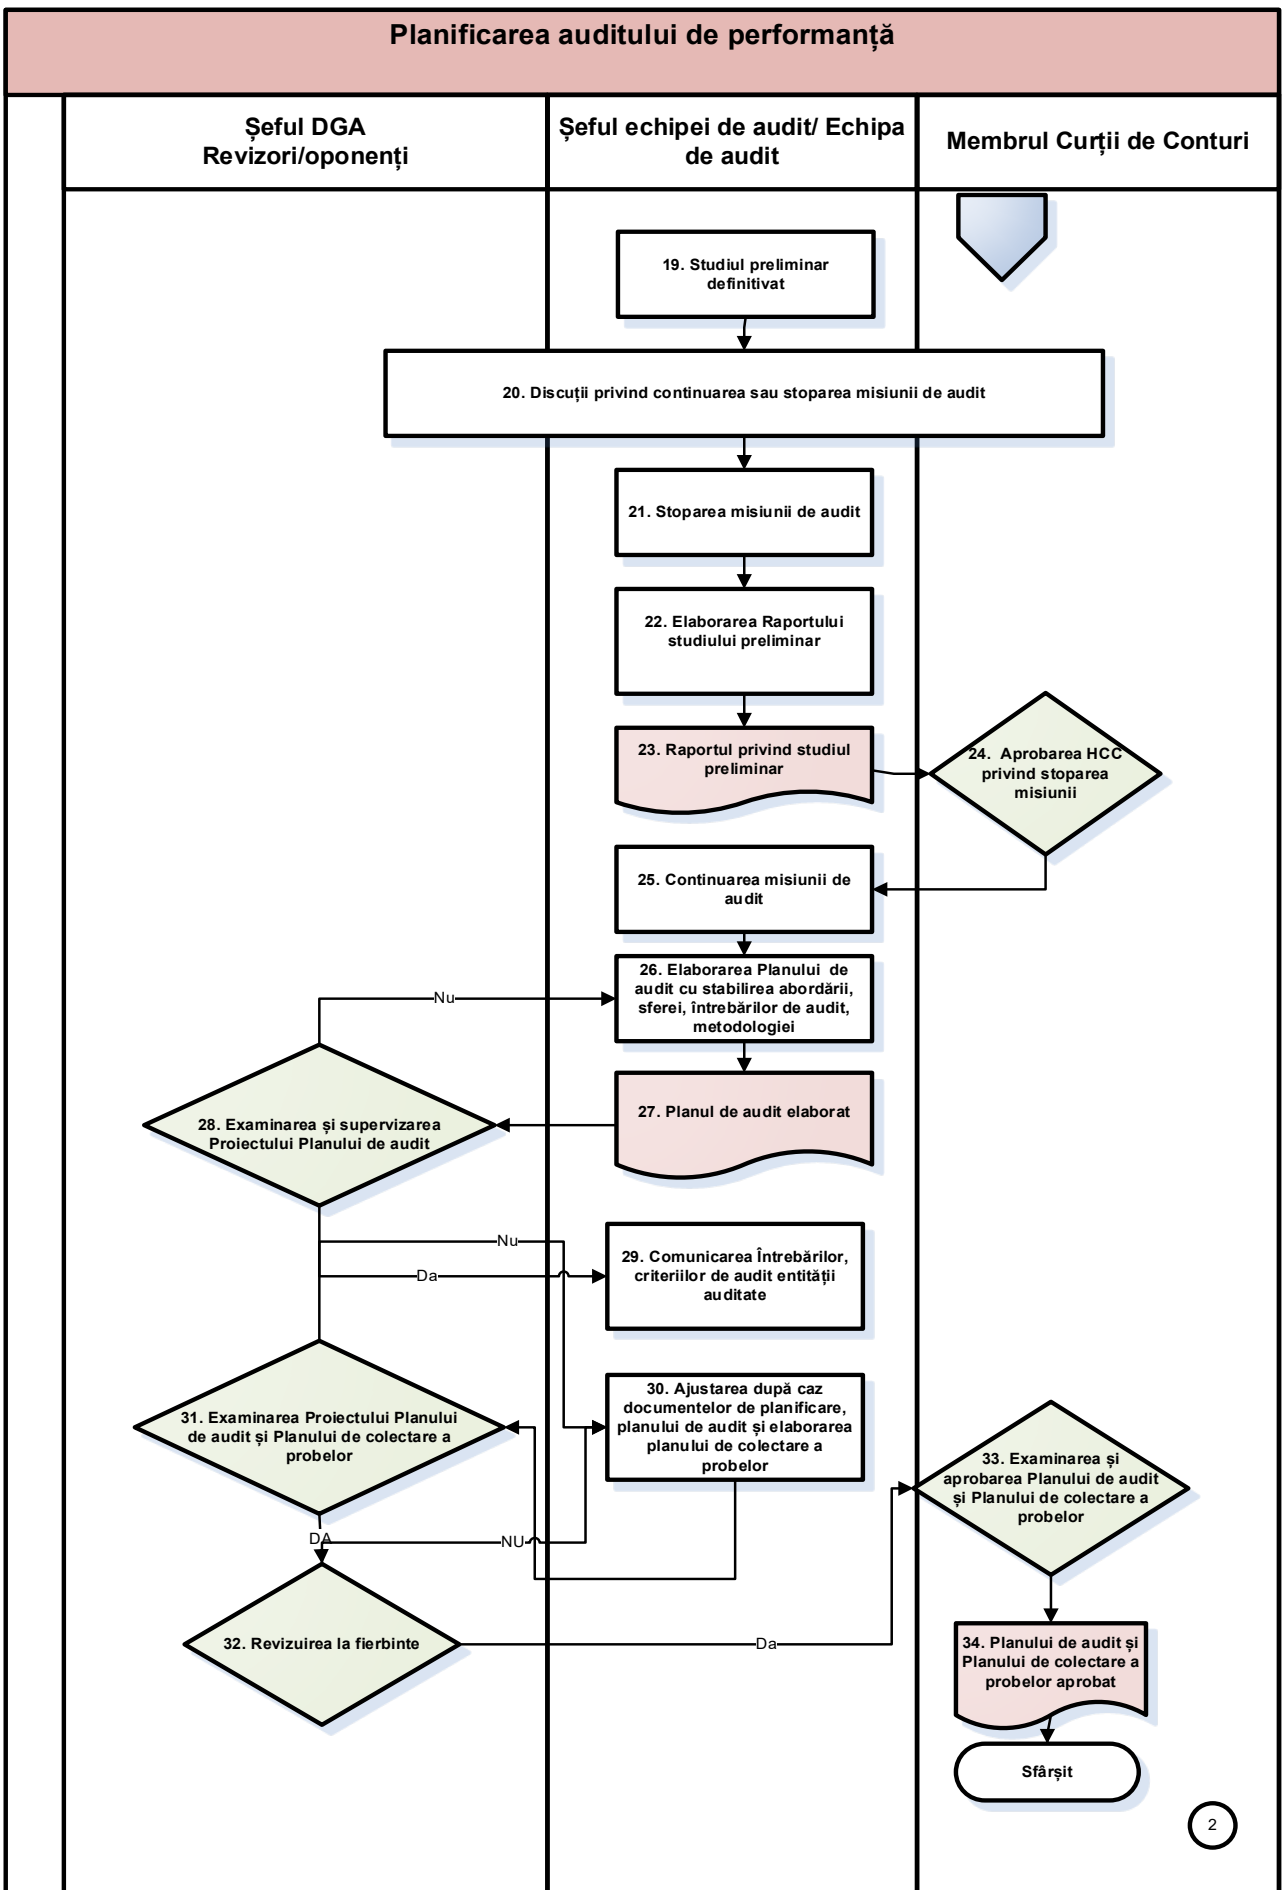 Planificarea auditului de performanță
Șeful DGA
Revizori/oponenți
Șeful echipei de audit/ Echipa
de audit
Membrul Curții de Conturi
19. Studiul preliminar
definitivat
20. Discuții privind continuarea sau stoparea misiunii de audit
21. Stoparea misiunii de audit
22. Elaborarea Raportului
studiului preliminar
23. Raportul privind studiul
preliminar
24. Aprobarea HCC
privind stoparea
misiunii
25. Continuarea misiunii de
audit
26. Elaborarea Planului de
audit cu stabilirea abordării,
sferei, întrebărilor de audit,
metodologiei
Nu
27. Planul de audit elaborat
28. Examinarea și supervizarea
Proiectului Planului de audit
Nu
Da
29. Comunicarea Întrebărilor,
criteriilor de audit entității
auditate
30. Ajustarea după caz
documentelor de planificare,
planului de audit și elaborarea
planului de colectare a
probelor
31. Examinarea Proiectului Planului
de audit și Planului de colectare a
probelor
DA
NU
32. Revizuirea la fierbinte
Da
33. Examinarea și
aprobarea Planului de audit
și Planului de colectare a
probelor
34. Planului de audit și
Planului de colectare a
probelor aprobat
Sfârșit
2